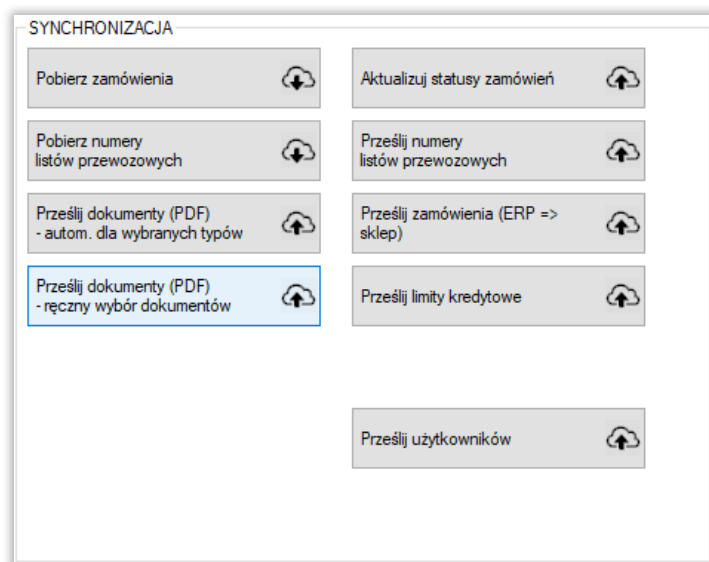 SYNCHRONIZACJA
Pobierz zamówienia
Aktualizuj statusy zamówień
Pobierz numery
listów przewozowych
Prześlij numery
listów przewozowych
Prześlij dokumenty (PDF)
- autom. dla wybranych typów
Prześlij zamówienia (ERP =>
sklep)
Prześlij dokumenty (PDF)
- ręczny wybór dokumentów
Prześlij limity kredytowe
Prześlij użytkowników